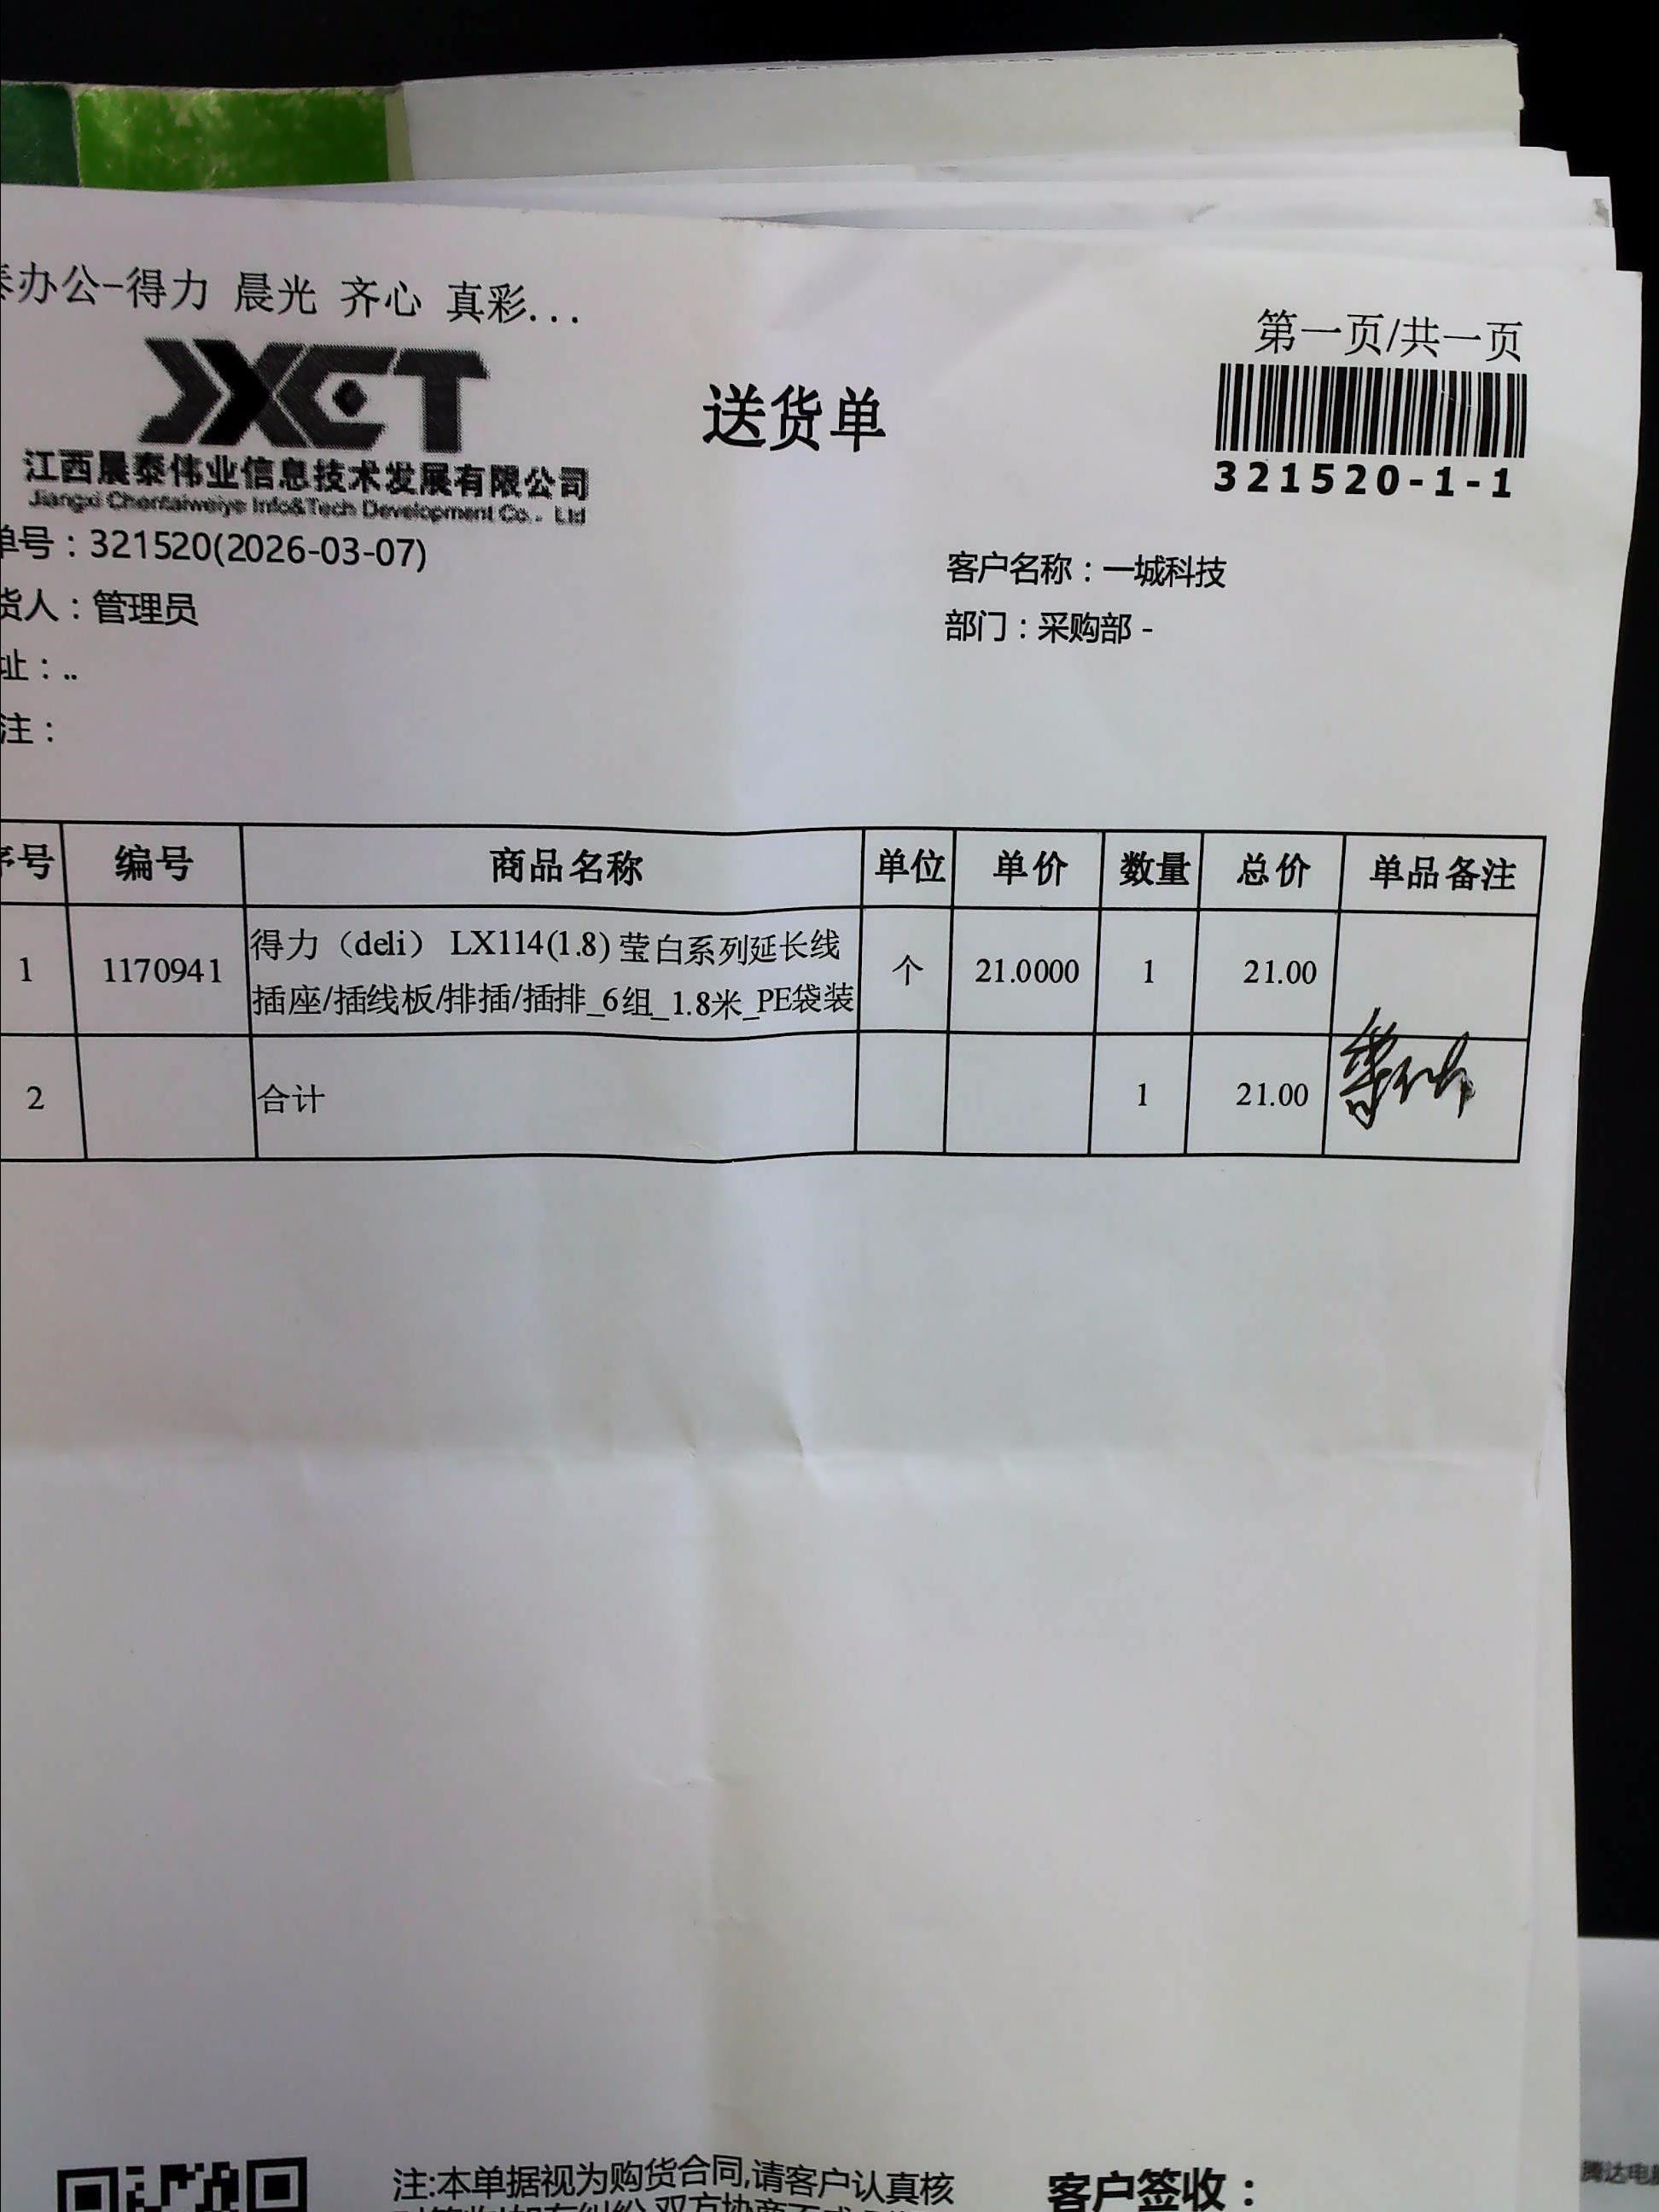 泰办公-得力 晨光 齐心 真彩...
第一页/共一页
JXCT
送货单
321520-1-1
江西晨泰伟业信息技术发展有限公司
Jiangxi Chentaiweiye Info&Tech Development Co., Ltd
单号：321520(2026-03-07)
客户名称：一城科技
货人：管理员
部门：采购部 -
址：..
注：
序号 编号 商品名称 单位 单价 数量 总价 单品备注
1 1170941 得力（deli） LX114(1.8) 莹白系列延长线 个 21.0000 1 21.00
插座/插线板/排插/插排_6组_1.8米_PE袋装
2 合计 1 21.00
注:本单据视为购货合同,请客户认真核
客户签收：
腾达电脑